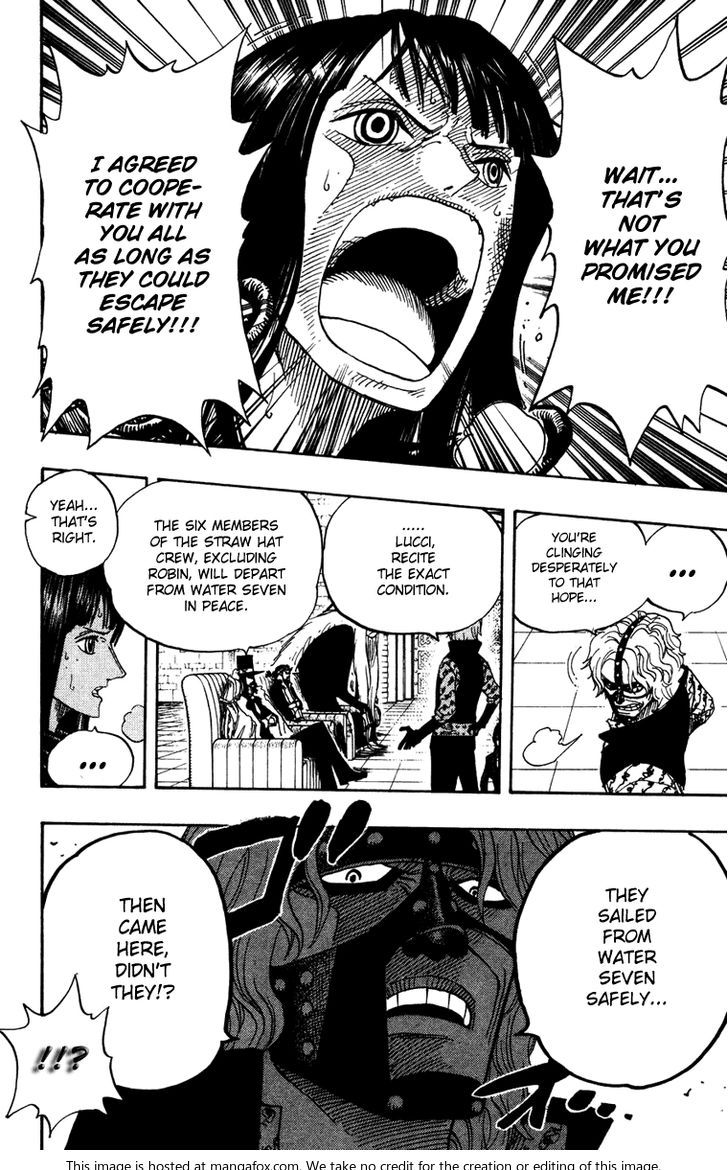 WAIT...
THAT'S
NOT
WHAT YOU
PROMISED
ME!!!
I AGREED
TO COOPE-
RATE WITH
YOU ALL
AS LONG AS
THEY COULD
ESCAPE
SAFELY!!!
...
YOU'RE
CLINGING
DESPERATELY
TO THAT
HOPE...
.....
LUCCI,
RECITE
THE EXACT
CONDITION.
THE SIX MEMBERS
OF THE STRAW HAT
CREW, EXCLUDING
ROBIN, WILL DEPART
FROM WATER SEVEN
IN PEACE.
YEAH...
THAT'S
RIGHT.
...
THEY
SAILED
FROM
WATER
SEVEN
SAFELY...
THEN
CAME
HERE,
DIDN'T
THEY!?
!!?
This image is hosted at mangafox.com. We take no credit for the creation or editing of this image.